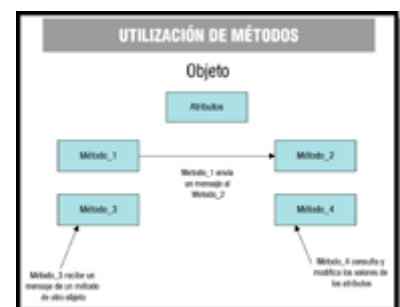 UTILIZACIÓN DE MÉTODOS
Objeto
Atributos
Método_1
Método_2
Método_1 envía
un mensaje al
Método_2
Método_3
Método_4
Método_3 recibe un
mensaje de un método
de otro objeto
Método_4 consulta y
modifica los valores de
los atributos